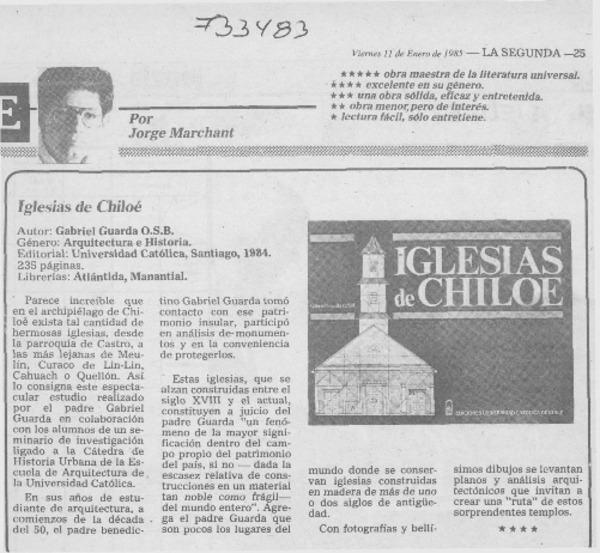 733483
Viernes 11 de Enero de 1985 — LA SEGUNDA —25
★★★★★ obra maestra de la literatura universal.
★★★★ excelente en su género.
★★★ una obra sólida, eficaz y entretenida.
★★ obra menor, pero de interés.
★ lectura fácil, sólo entretiene.
E
Por
Jorge Marchant
Iglesias de Chiloé
Autor: Gabriel Guarda O.S.B.
Género: Arquitectura e Historia.
Editorial: Universidad Católica, Santiago, 1984.
235 páginas.
Librerías: Atlántida, Manantial.
Parece increíble que
en el archipiélago de Chi-
loé exista tal cantidad de
hermosas iglesias, desde
la parroquia de Castro, a
las más lejanas de Meu-
lín, Curaco de Lin-Lin,
Cahuach o Quellón. Así
lo consigna este especta-
cular estudio realizado
por el padre Gabriel
Guarda en colaboración
con los alumnos de un se-
minario de investigación
ligado a la Cátedra de
Historia Urbana de la Es-
cuela de Arquitectura de
la Universidad Católica.
En sus años de estu-
diante de arquitectura, a
comienzos de la década
del 50, el padre benedic-
tino Gabriel Guarda tomó
contacto con ese patri-
monio insular, participó
en análisis de monumen-
tos y en la conveniencia
de protegerlos.
Estas iglesias, que se
alzan construidas entre el
siglo XVIII y el actual,
constituyen a juicio del
padre Guarda "un fenó-
meno de la mayor signi-
ficación dentro del cam-
po propio del patrimonio
del país, si no — dada la
escasez relativa de cons-
trucciones en un material
tan noble como frágil—
del mundo entero". Agre-
ga el padre Guarda que
son pocos los lugares del
IGLESIAS
de CHILOE
Gabriel Guarda O.S.B.
EDICIONES UNIVERSIDAD CATOLICA DE CHILE
mundo donde se conser-
van iglesias construidas
en madera de más de uno
o dos siglos de antigüe-
dad.
Con fotografías y bellí-
simos dibujos se levantan
planos y análisis arqui-
tectónicos que invitan a
crear una "ruta" de estos
sorprendentes templos.
★★★★